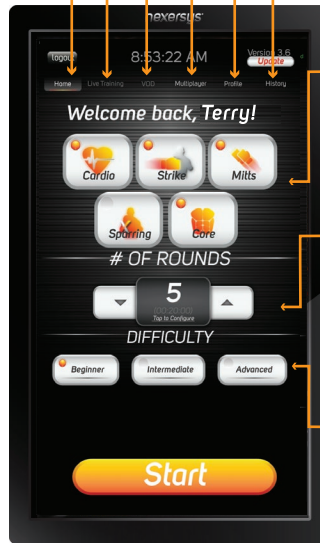 nexersys
logout
8:53:22 AM
Version 3.6
Update
Home Live Training VOD Multiplayer Profile History
Welcome back, Terry!
Cardio Strike Mitts
Sparring Core
# OF ROUNDS
5
Tap to Configure
DIFFICULTY
Beginner Intermediate Advanced
Start